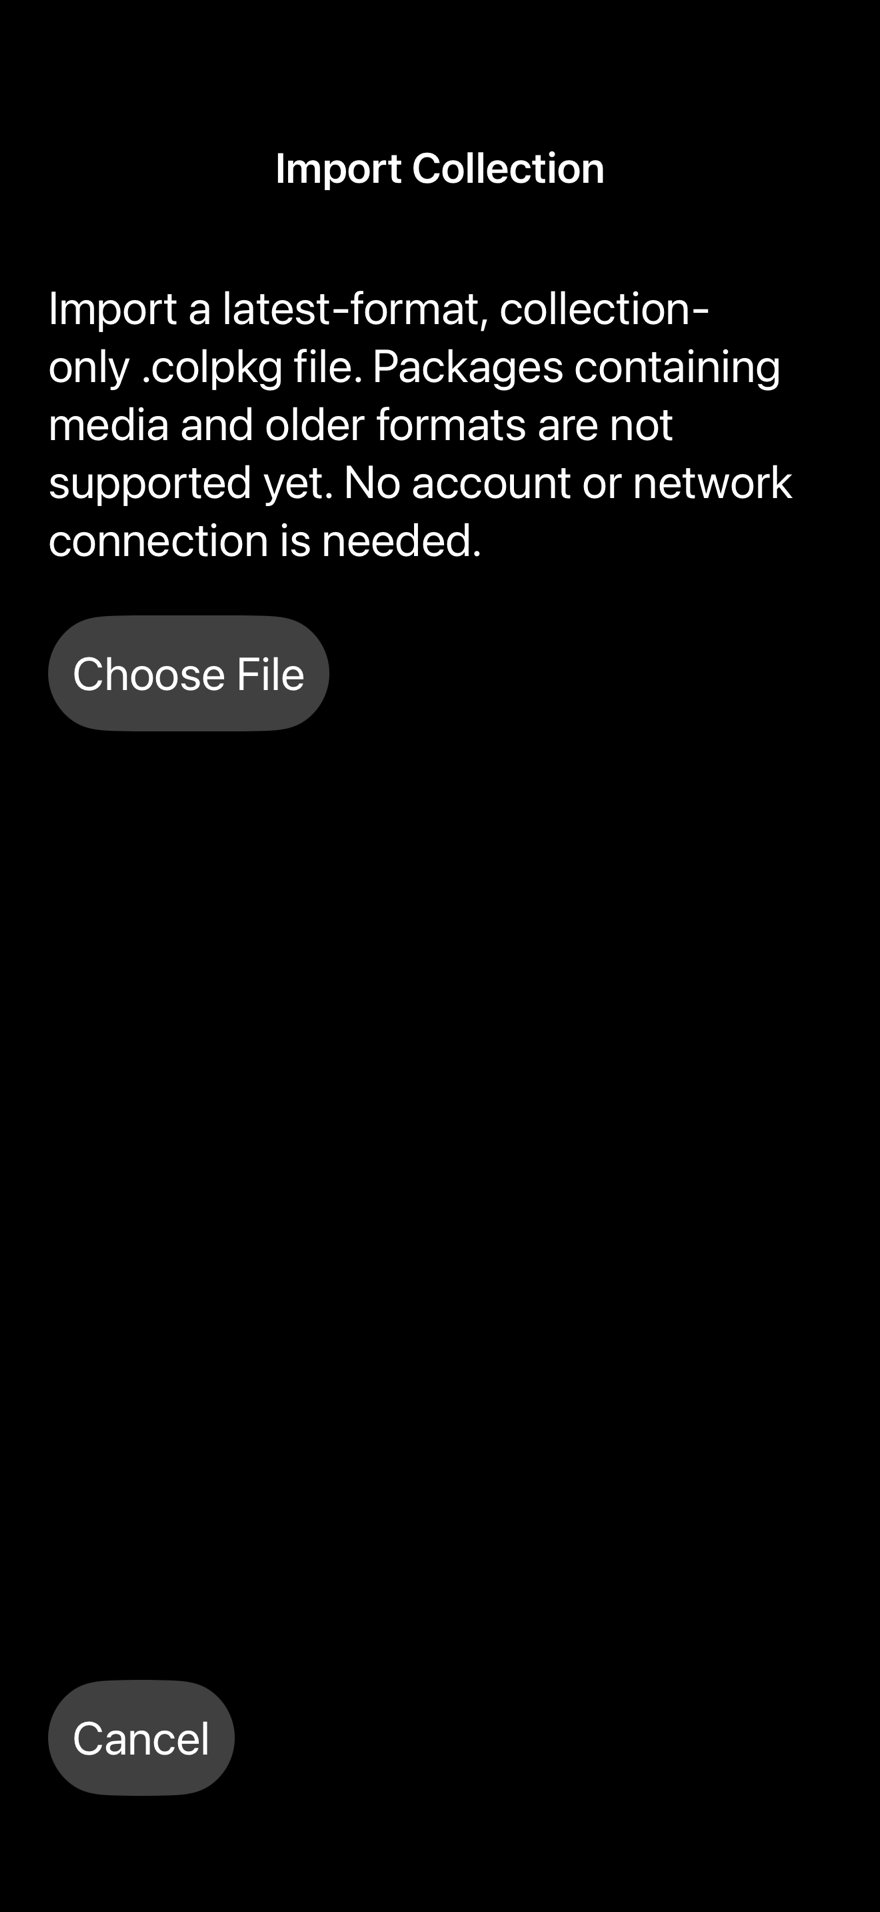 Import Collection
Import a latest-format, collection-
only .colpkg file. Packages containing
media and older formats are not
supported yet. No account or network
connection is needed.
Choose File
Cancel